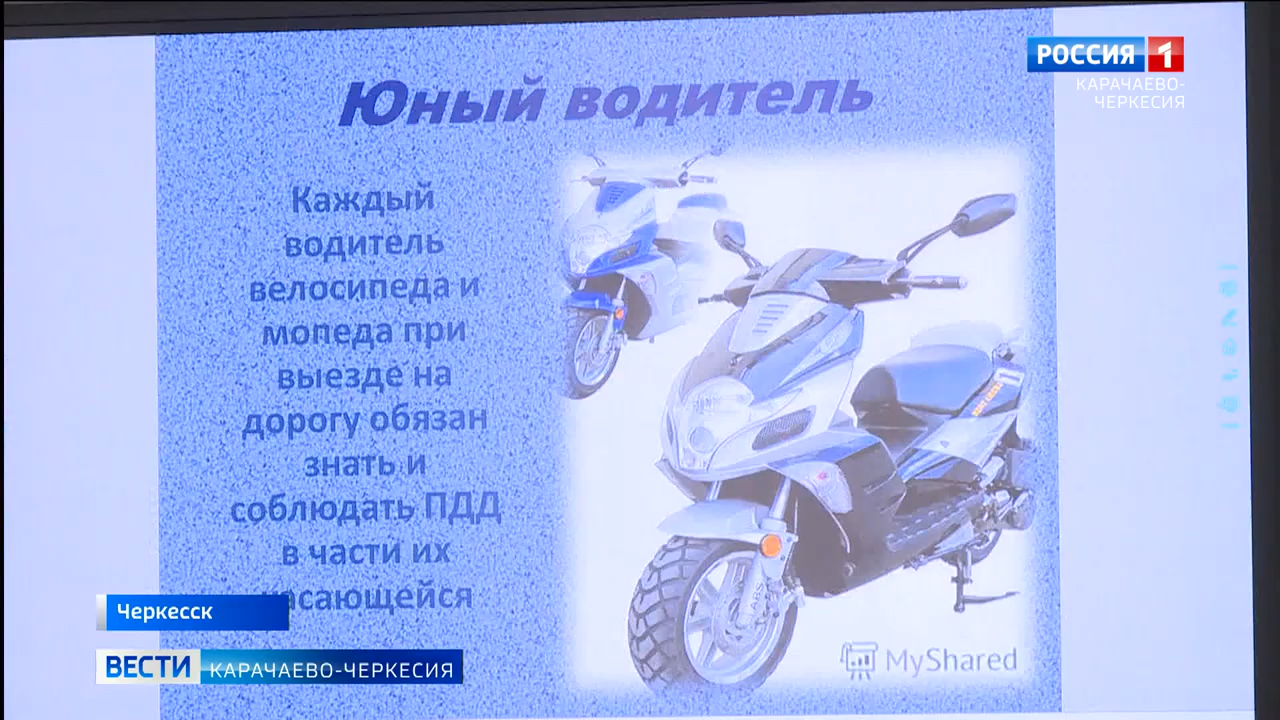 РОССИЯ 1
КАРАЧАЕВО-
ЧЕРКЕСИЯ
Юный водитель
Каждый
водитель
велосипеда и
мопеда при
выезде на
дорогу обязан
знать и
соблюдать ПДД
в части их
касающейся
MyShared
Черкесск
ВЕСТИ КАРАЧАЕВО-ЧЕРКЕСИЯ